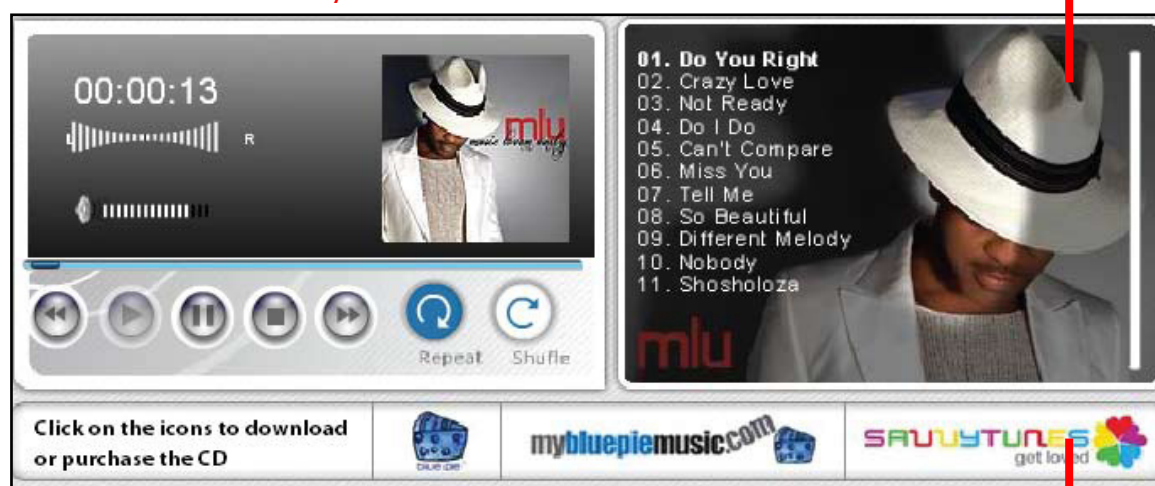 00:00:13
R
mlu
music lives unity
Repeat
Shuffle
01. Do You Right
02. Crazy Love
03. Not Ready
04. Do I Do
05. Can't Compare
06. Miss You
07. Tell Me
08. So Beautiful
09. Different Melody
10. Nobody
11. Shosholoza
mlu
Click on the icons to download
or purchase the CD
blue pie
mybluepiemusic.com
SAVVYTUNES
get loved